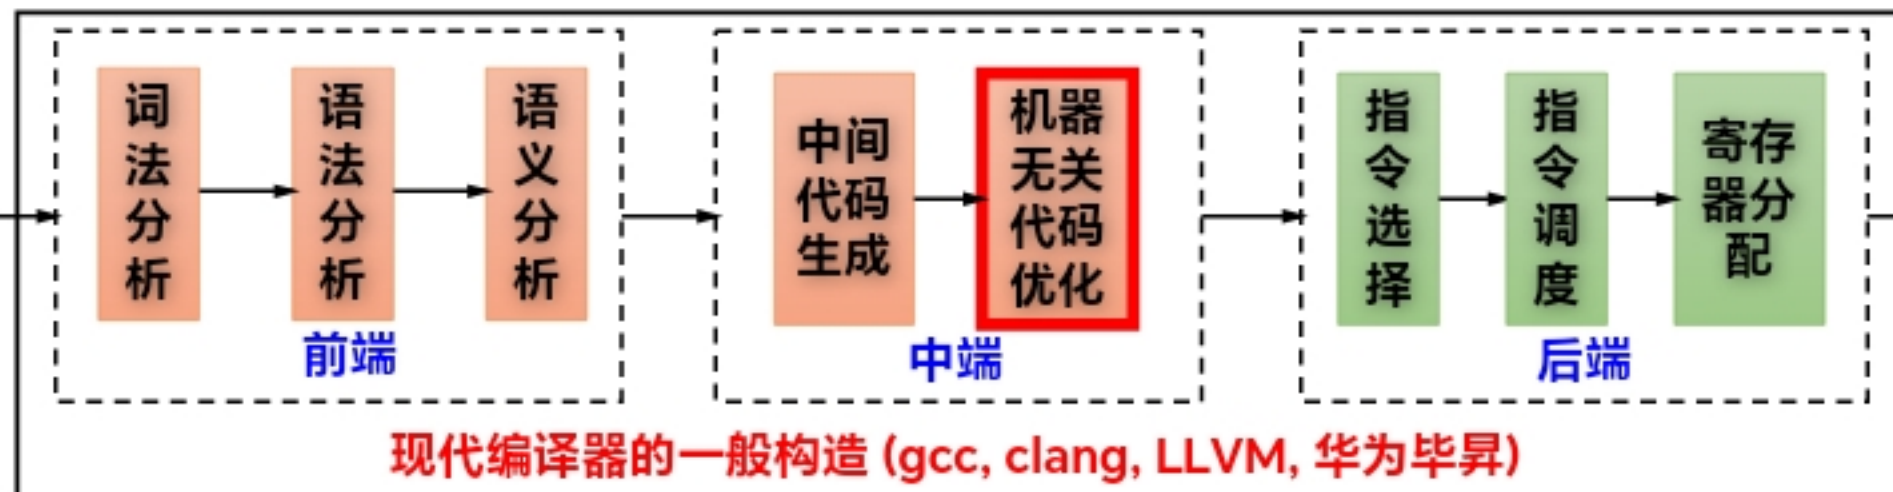 词
法
分
析
语
法
分
析
语
义
分
析
前端
中间
代码
生成
机器
无关
代码
优化
中端
指
令
选
择
指
令
调
度
寄存
器分
配
后端
现代编译器的一般构造 (gcc, clang, LLVM, 华为毕昇)